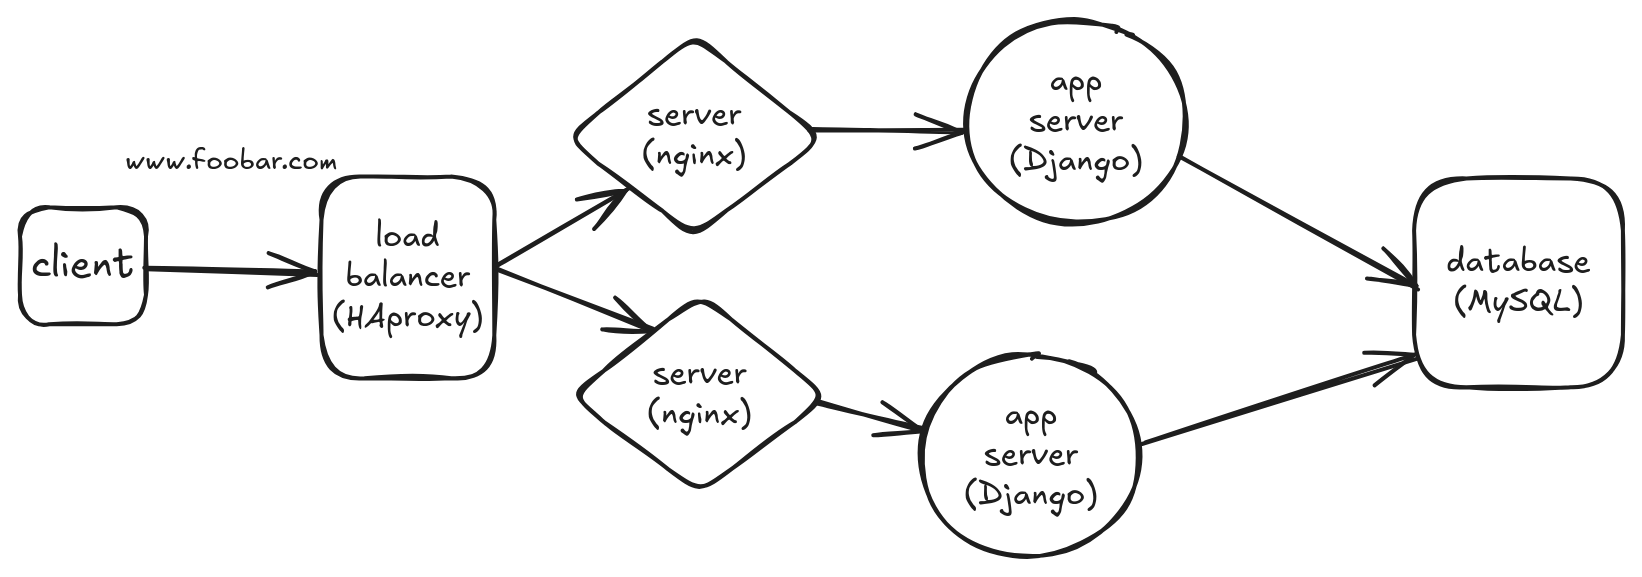 www.foobar.com
client
load
balancer
(HAproxy)
server
(nginx)
server
(nginx)
app
server
(Django)
app
server
(Django)
database
(MySQL)